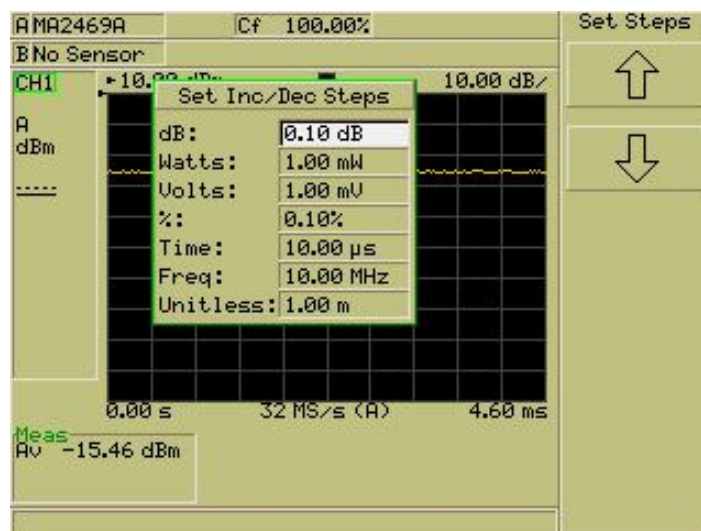 A MA2469A Cf 100.00% Set Steps
B No Sensor
CH1 10.00 10.00 dB/
A
dBm
Set Inc/Dec Steps
dB: 0.10 dB
Watts: 1.00 mW
Volts: 1.00 mV
%: 0.10%
Time: 10.00 µs
Freq: 10.00 MHz
Unitless: 1.00 m
0.00 s 32 MS/s (A) 4.60 ms
Meas
Av -15.46 dBm